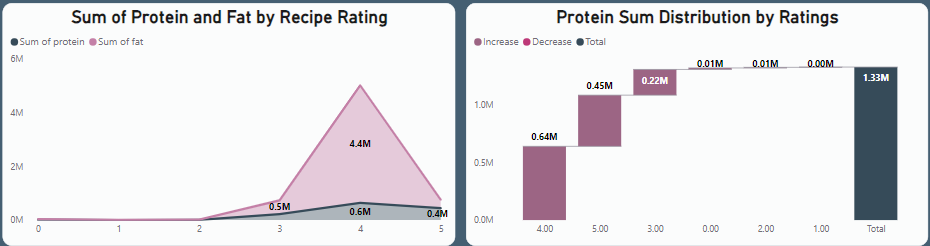 Sum of Protein and Fat by Recipe Rating
Sum of protein Sum of fat
6M
4M
2M
0M
4.4M
0.5M
0.6M
0.4M
0 1 2 3 4 5
Protein Sum Distribution by Ratings
Increase Decrease Total
1.0M
0.5M
0.0M
0.64M
0.45M
0.22M
0.01M
0.01M
0.00M
1.33M
4.00 5.00 3.00 0.00 2.00 1.00 Total